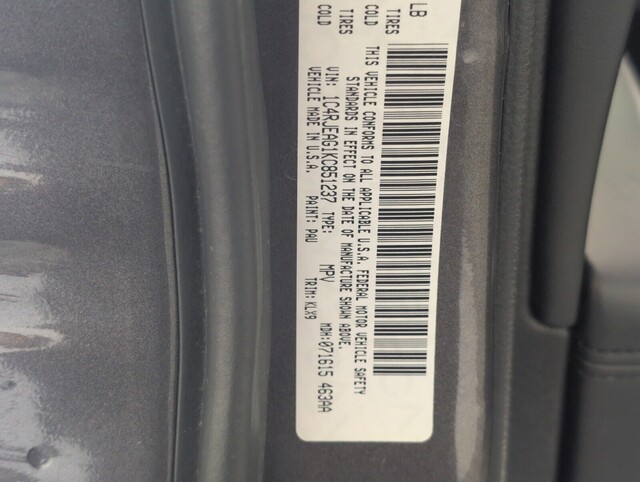 LB
TIRES COLD
TIRES COLD
THIS VEHICLE CONFORMS TO ALL APPLICABLE U.S.A. FEDERAL MOTOR VEHICLE SAFETY
STANDARDS IN EFFECT ON THE DATE OF MANUFACTURE SHOWN ABOVE.
VIN: 1C4RJEAG1KC851237 TYPE: MPV MDH:071615 463AA
VEHICLE MADE IN U.S.A. PAINT: PAU TRIM: KLX9